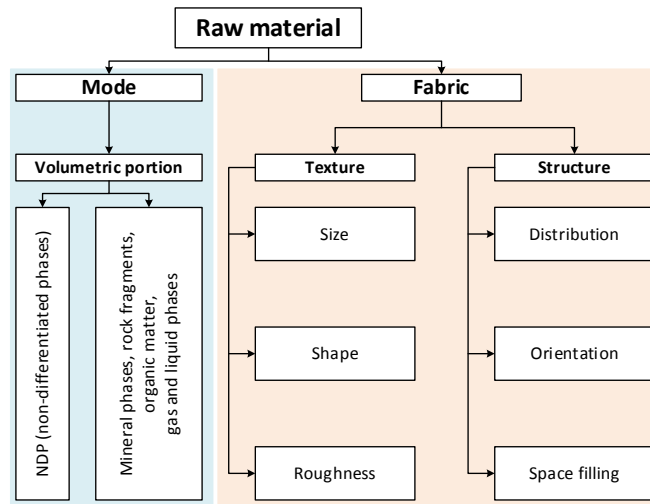 Raw material
Mode
Fabric
Volumetric portion
Texture
Structure
NDP (non-differentiated phases)
Mineral phases, rock fragments,
organic matter,
gas and liquid phases
Size
Distribution
Shape
Orientation
Roughness
Space filling